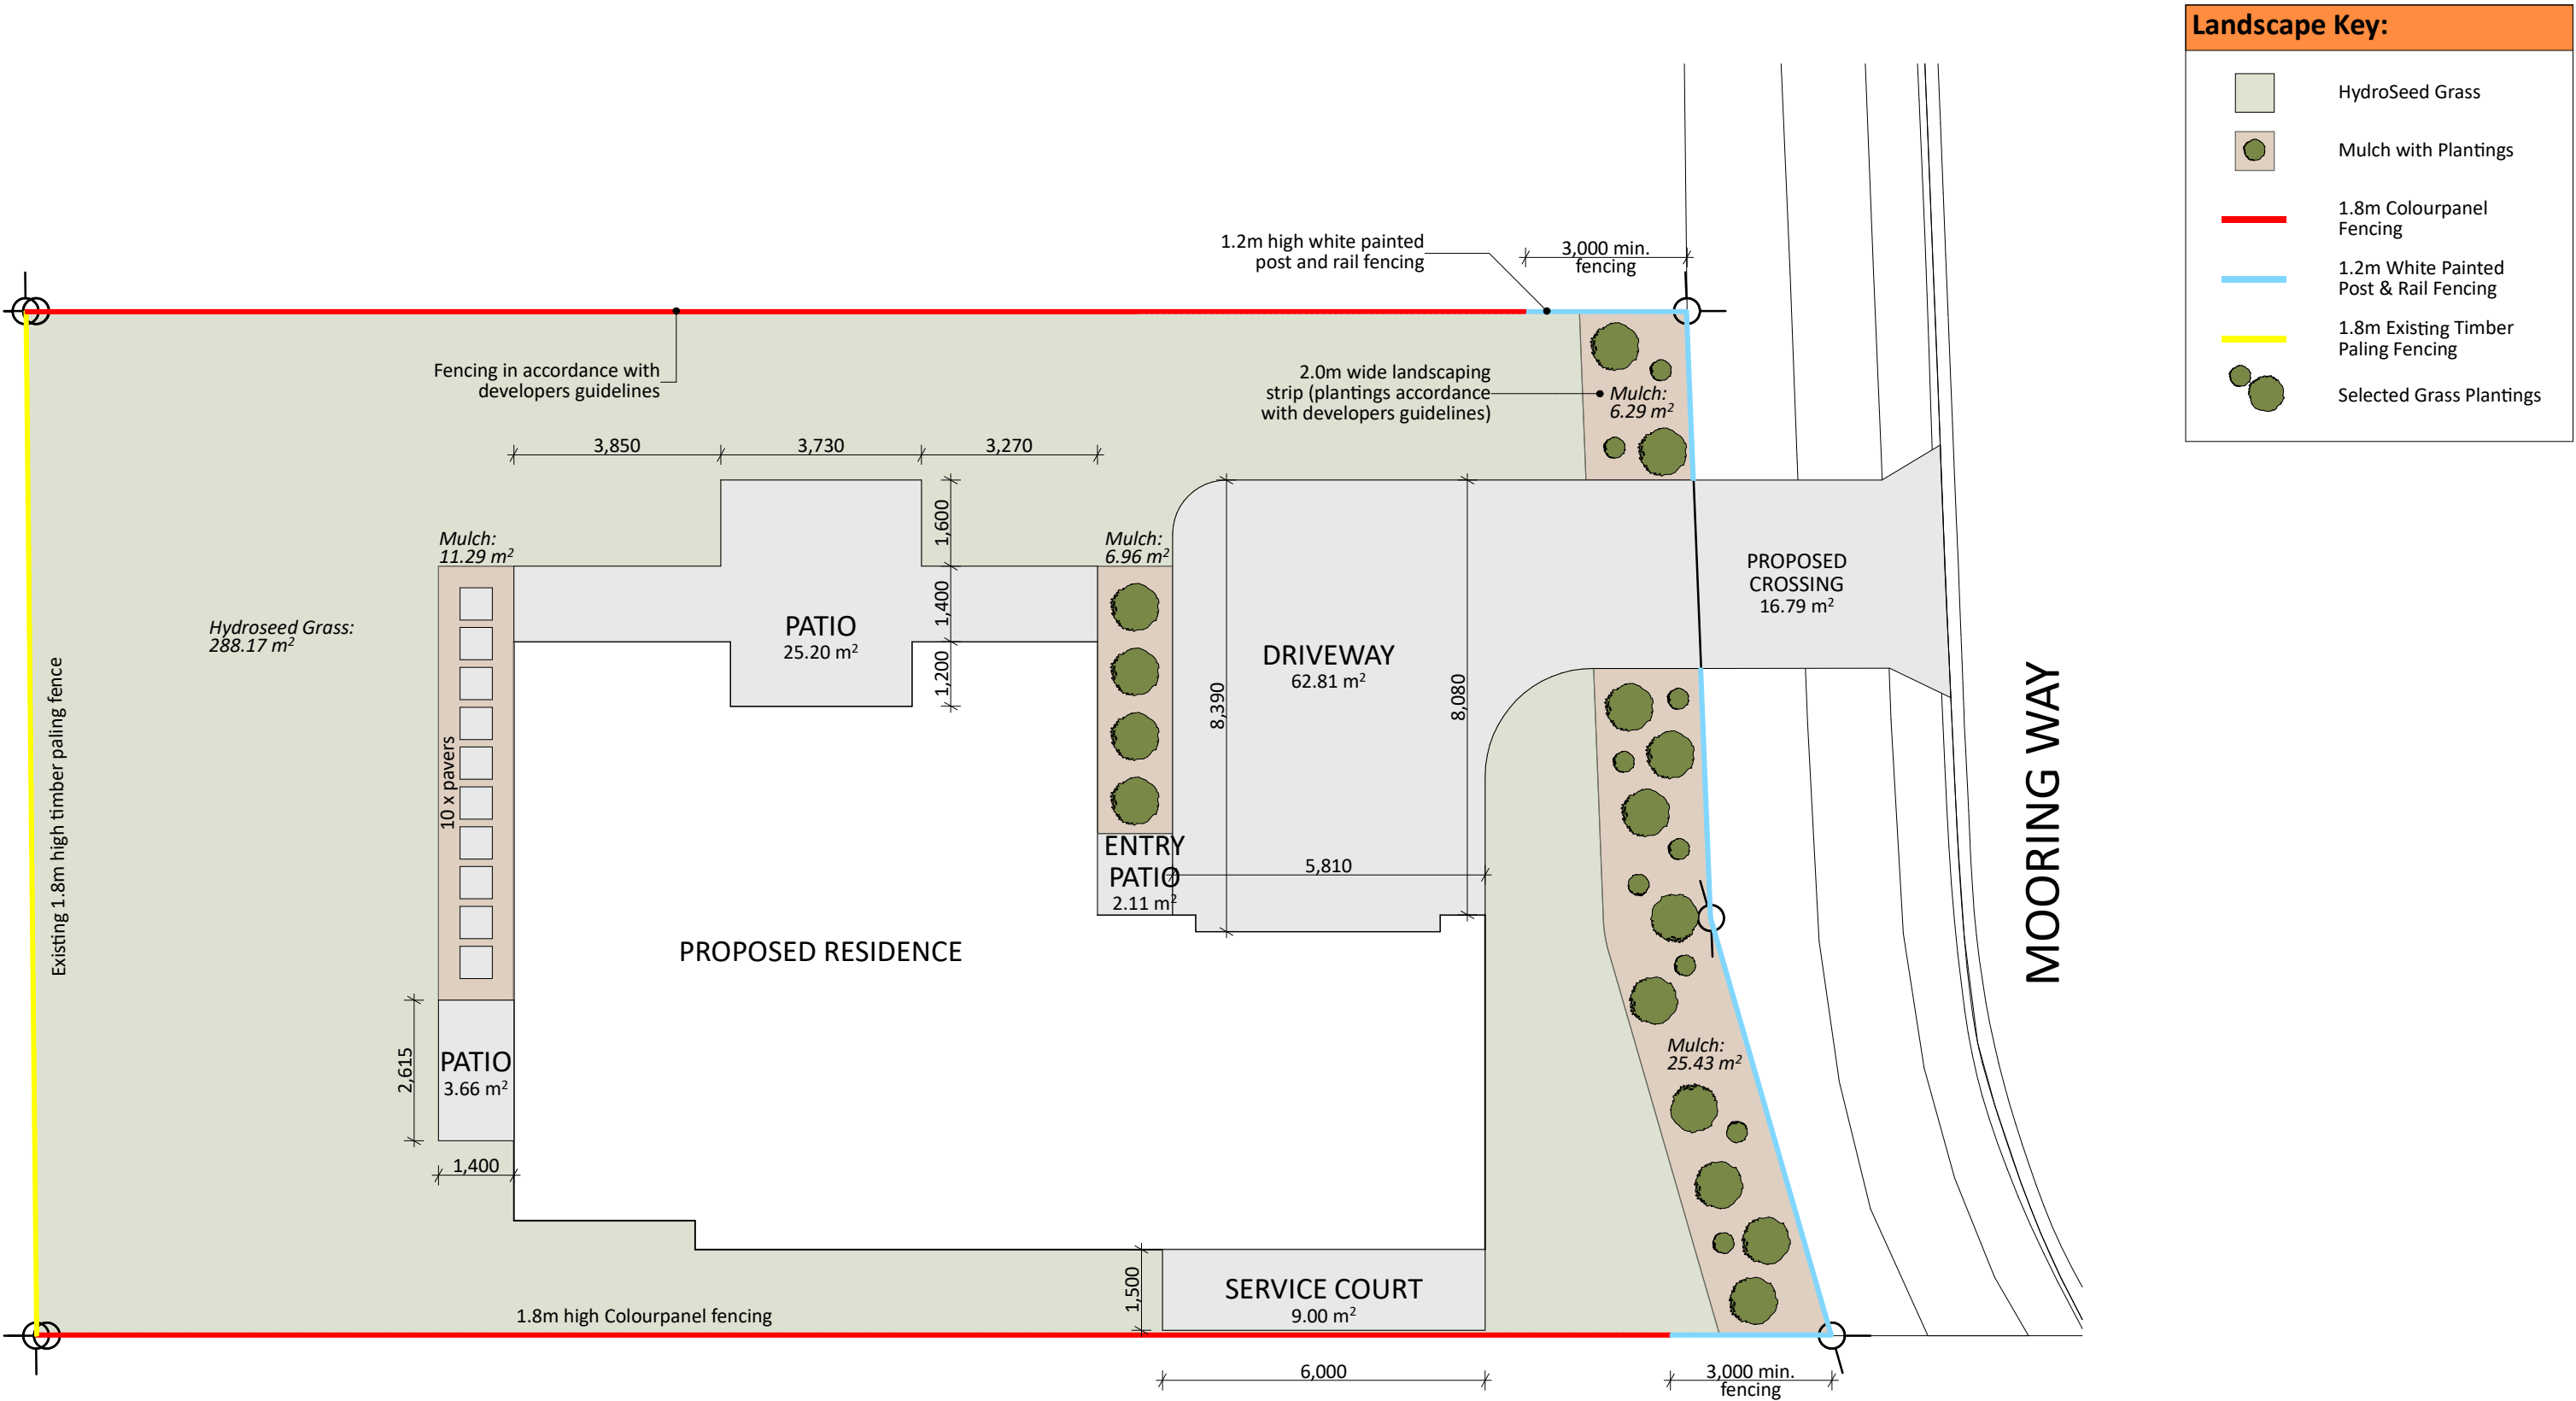 Landscape Key:
HydroSeed Grass
Mulch with Plantings
1.8m Colourpanel
Fencing
1.2m White Painted
Post & Rail Fencing
1.8m Existing Timber
Paling Fencing
Selected Grass Plantings
1.2m high white painted
post and rail fencing
3,000 min.
fencing
Fencing in accordance with
developers guidelines
2.0m wide landscaping
strip (plantings accordance
with developers guidelines)
Mulch:
6.29 m²
3,850
3,730
3,270
1,600
1,400
1,200
Mulch:
11.29 m²
Mulch:
6.96 m²
PATIO
25.20 m²
DRIVEWAY
62.81 m²
PROPOSED
CROSSING
16.79 m²
Hydroseed Grass:
288.17 m²
Existing 1.8m high timber paling fence
10 x pavers
8,390
8,080
5,810
ENTRY
PATIO
2.11 m²
MOORING WAY
PROPOSED RESIDENCE
Mulch:
25.43 m²
2,615
PATIO
3.66 m²
1,400
1,500
SERVICE COURT
9.00 m²
1.8m high Colourpanel fencing
6,000
3,000 min.
fencing